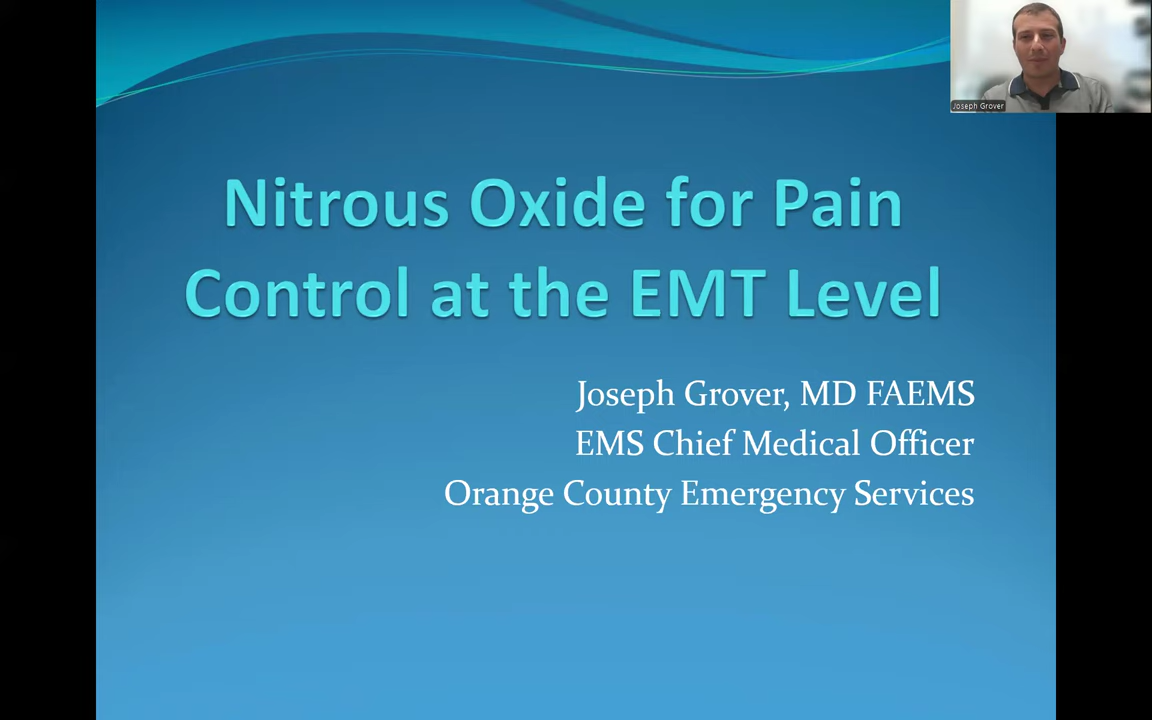 Joseph Grover
Nitrous Oxide for Pain
Control at the EMT Level
Joseph Grover, MD FAEMS
EMS Chief Medical Officer
Orange County Emergency Services